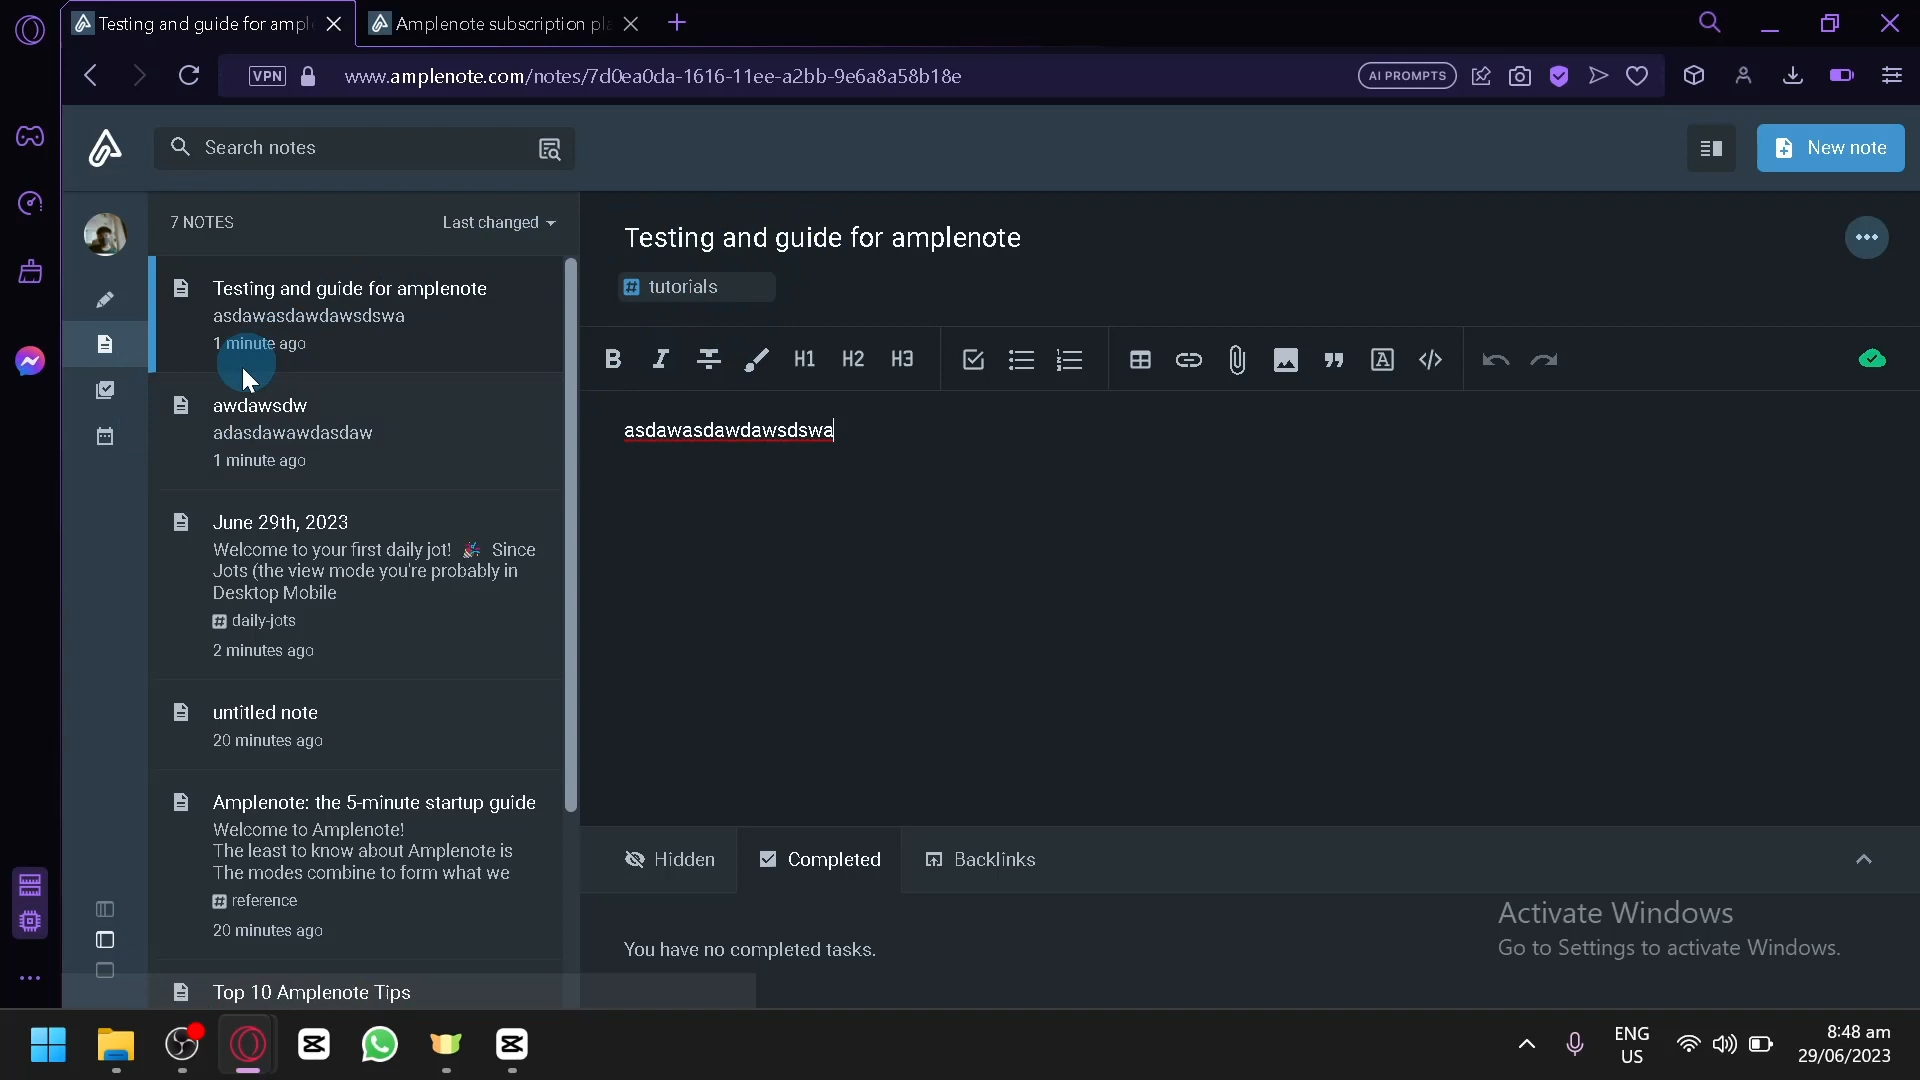 Testing and guide for ampl
Amplenote subscription pl
VPN
www.amplenote.com/notes/7d0ea0da-1616-11ee-a2bb-9e6a8a58b18e
AI PROMPTS
Search notes
New note
7 NOTES
Last changed
Testing and guide for amplenote
asdawasdawdawsdswa
1 minute ago
awdawsdw
adasdawawdasdaw
1 minute ago
June 29th, 2023
Welcome to your first daily jot! 🎉 Since
Jots (the view mode you're probably in
Desktop Mobile
daily-jots
2 minutes ago
untitled note
20 minutes ago
Amplenote: the 5-minute startup guide
Welcome to Amplenote!
The least to know about Amplenote is
The modes combine to form what we
reference
20 minutes ago
Top 10 Amplenote Tips
Testing and guide for amplenote
tutorials
B I H1 H2 H3 A
asdawasdawdawsdswa
Hidden
Completed
Backlinks
You have no completed tasks.
Activate Windows
Go to Settings to activate Windows.
ENG
US
8:48 am
29/06/2023